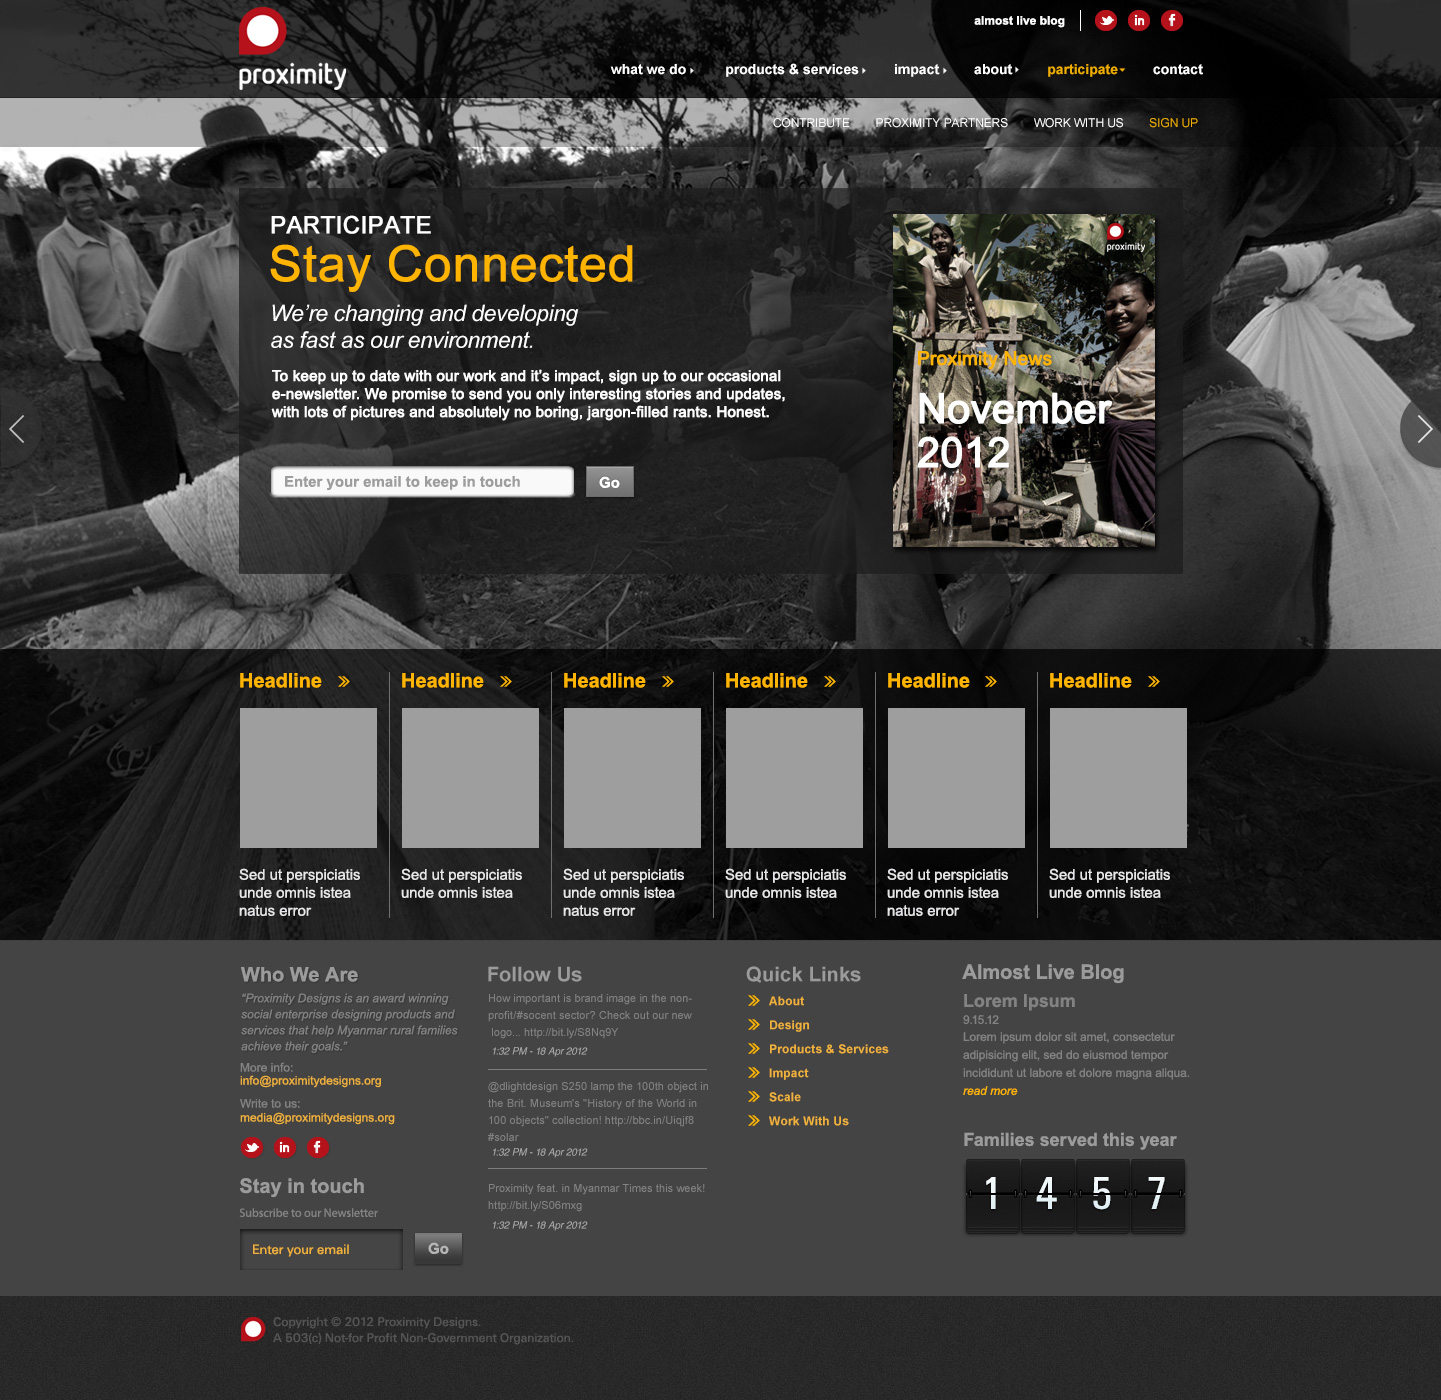 proximity
almost live blog
in
f
what we do
products & services
impact
about
participate
contact
CONTRIBUTE
PROXIMITY PARTNERS
WORK WITH US
SIGN UP
PARTICIPATE
Stay Connected
We're changing and developing
as fast as our environment.
To keep up to date with our work and it's impact, sign up to our occasional
e-newsletter. We promise to send you only interesting stories and updates,
with lots of pictures and absolutely no boring, jargon-filled rants. Honest.
Enter your email to keep in touch
Go
proximity
Proximity News
November
2012
Headline
Headline
Headline
Headline
Headline
Headline
Sed ut perspiciatis
unde omnis istea
natus error
Sed ut perspiciatis
unde omnis istea
Sed ut perspiciatis
unde omnis istea
natus error
Sed ut perspiciatis
unde omnis istea
Sed ut perspiciatis
unde omnis istea
natus error
Sed ut perspiciatis
unde omnis istea
Who We Are
"Proximity Designs is an award winning
social enterprise designing products and
services that help Myanmar rural families
achieve their goals."
More info:
info@proximitydesigns.org
Write to us:
media@proximitydesigns.org
in
f
Stay in touch
Subscribe to our Newsletter
Enter your email
Go
Follow Us
How important is brand image in the non-
profit/#socent sector? Check out our new
logo... http://bit.ly/S8Nq9Y
1:32 PM - 18 Apr 2012
@dlightdesign S250 lamp the 100th object in
the Brit. Museum's "History of the World in
100 objects" collection! http://bbc.in/Uiqjf8
#solar
1:32 PM - 18 Apr 2012
Proximity feat. in Myanmar Times this week!
http://bit.ly/S06mxg
1:32 PM - 18 Apr 2012
Quick Links
About
Design
Products & Services
Impact
Scale
Work With Us
Almost Live Blog
Lorem Ipsum
9.15.12
Lorem ipsum dolor sit amet, consectetur
adipisicing elit, sed do eiusmod tempor
incididunt ut labore et dolore magna aliqua.
read more
Families served this year
1 4 5 7
Copyright © 2012 Proximity Designs.
A 503(c) Not-for Profit Non-Government Organization.